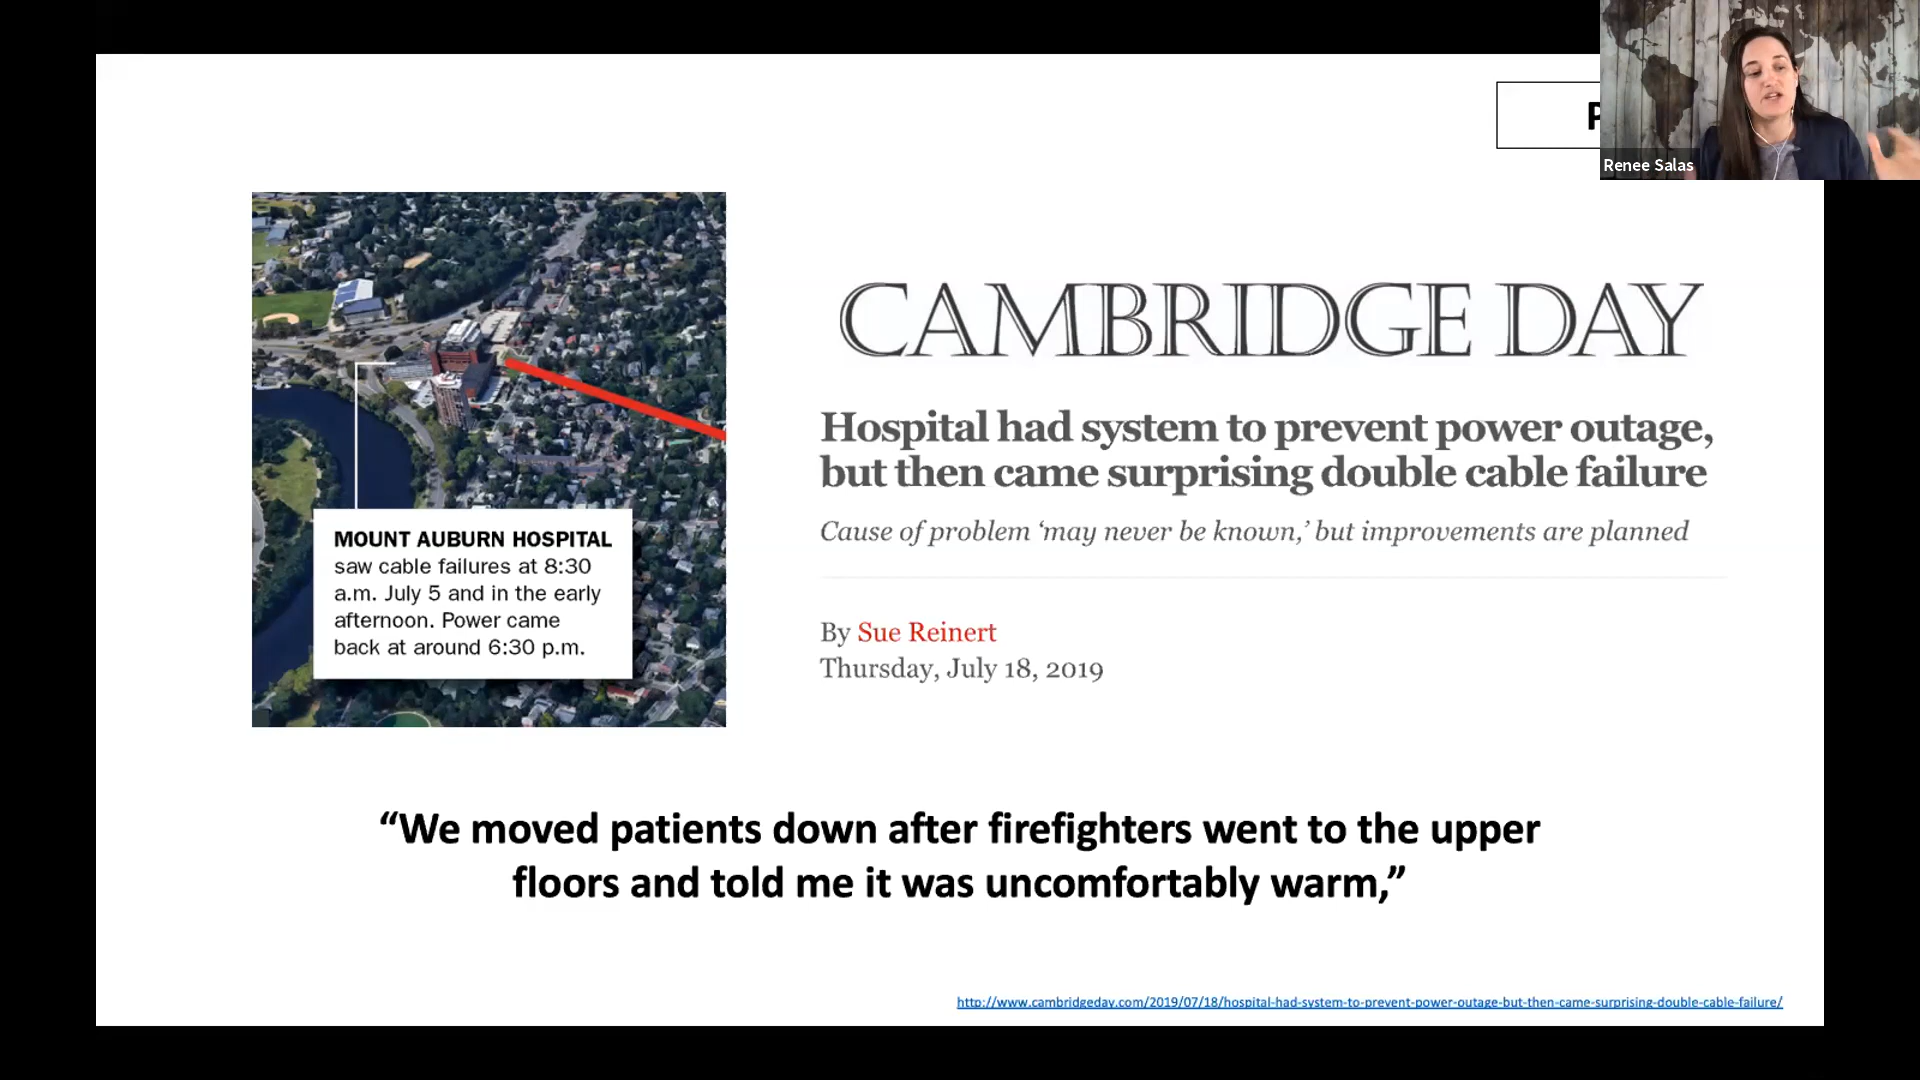 Renee Salas
CAMBRIDGE DAY
Hospital had system to prevent power outage,
but then came surprising double cable failure
Cause of problem ‘may never be known,’ but improvements are planned
By Sue Reinert
Thursday, July 18, 2019
MOUNT AUBURN HOSPITAL
saw cable failures at 8:30
a.m. July 5 and in the early
afternoon. Power came
back at around 6:30 p.m.
“We moved patients down after firefighters went to the upper
floors and told me it was uncomfortably warm,”
http://www.cambridgeday.com/2019/07/18/hospital-had-system-to-prevent-power-outage-but-then-came-surprising-double-cable-failure/